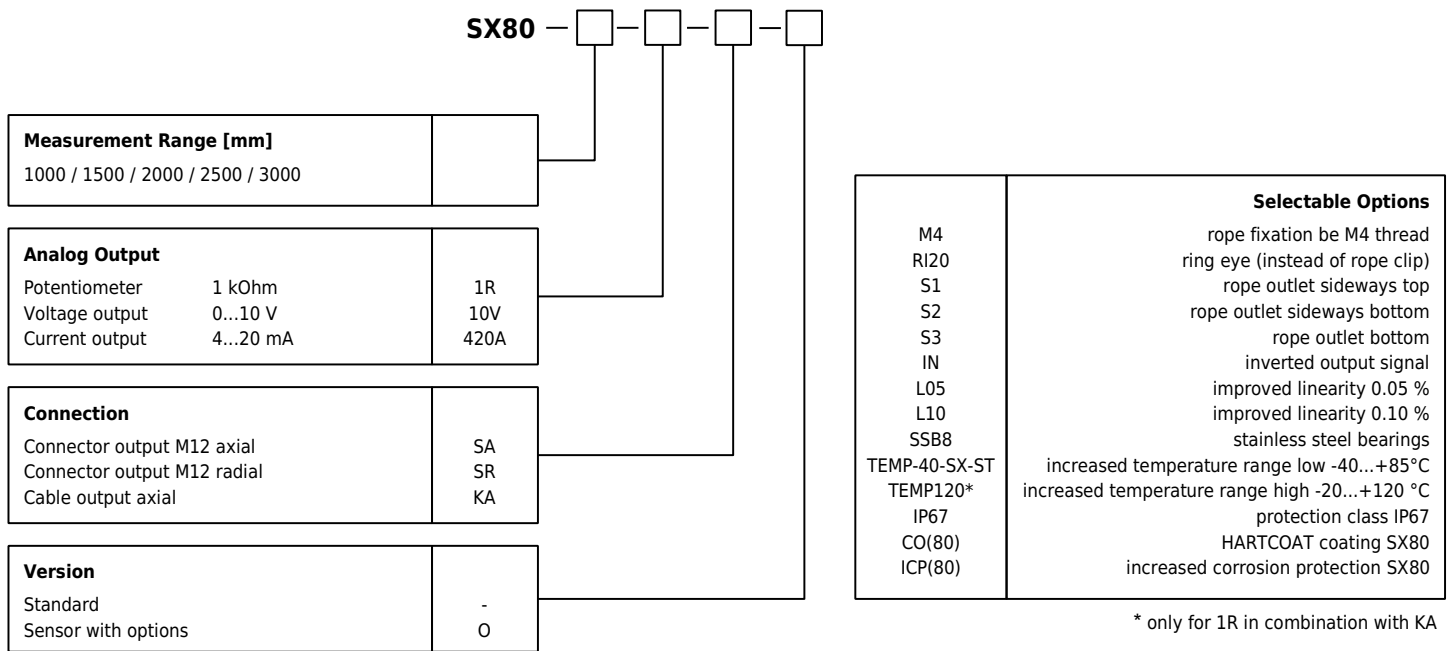 SX80 – – – –
Measurement Range [mm]
1000 / 1500 / 2000 / 2500 / 3000
Analog Output
Potentiometer 1 kOhm 1R
Voltage output 0...10 V 10V
Current output 4...20 mA 420A
Connection
Connector output M12 axial SA
Connector output M12 radial SR
Cable output axial KA
Version
Standard -
Sensor with options O
Selectable Options
M4 rope fixation be M4 thread
RI20 ring eye (instead of rope clip)
S1 rope outlet sideways top
S2 rope outlet sideways bottom
S3 rope outlet bottom
IN inverted output signal
L05 improved linearity 0.05 %
L10 improved linearity 0.10 %
SSB8 stainless steel bearings
TEMP-40-SX-ST increased temperature range low -40...+85°C
TEMP120* increased temperature range high -20...+120 °C
IP67 protection class IP67
CO(80) HARTCOAT coating SX80
ICP(80) increased corrosion protection SX80
* only for 1R in combination with KA